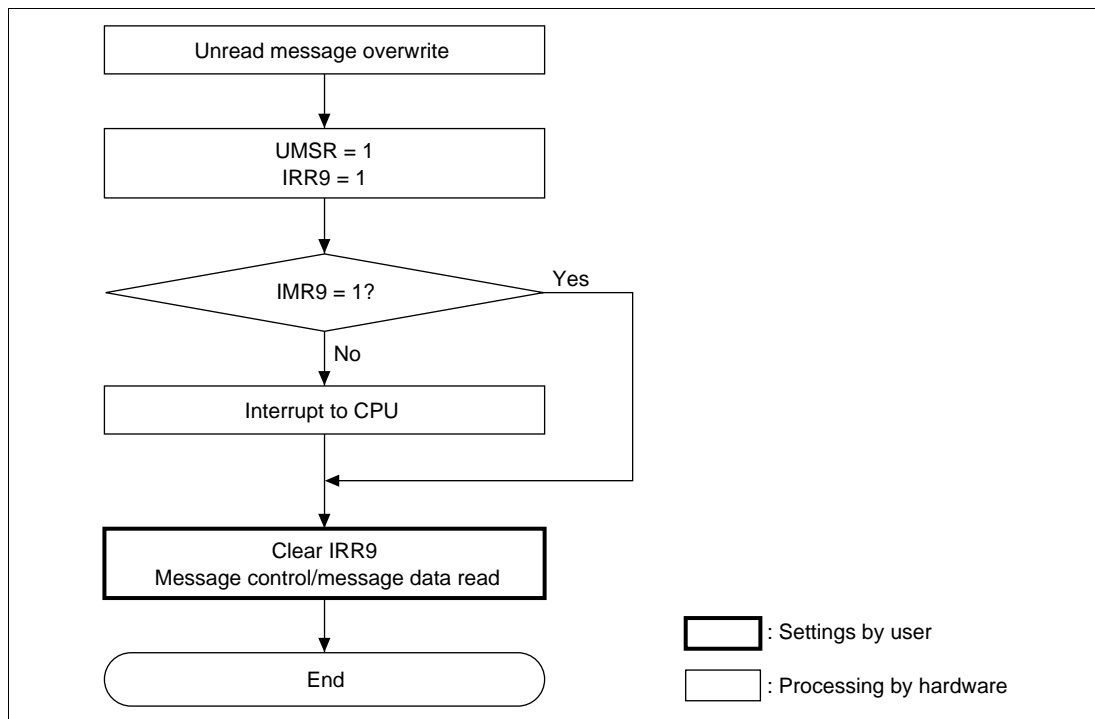 Unread message overwrite
UMSR = 1
IRR9 = 1
IMR9 = 1?
Yes
No
Interrupt to CPU
Clear IRR9
Message control/message data read
End
: Settings by user
: Processing by hardware